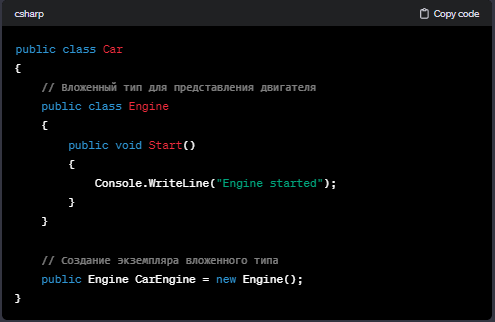 csharp
Copy code
public class Car
{
    // Вложенный тип для представления двигателя
    public class Engine
    {
        public void Start()
        {
            Console.WriteLine("Engine started");
        }
    }

    // Создание экземпляра вложенного типа
    public Engine CarEngine = new Engine();
}